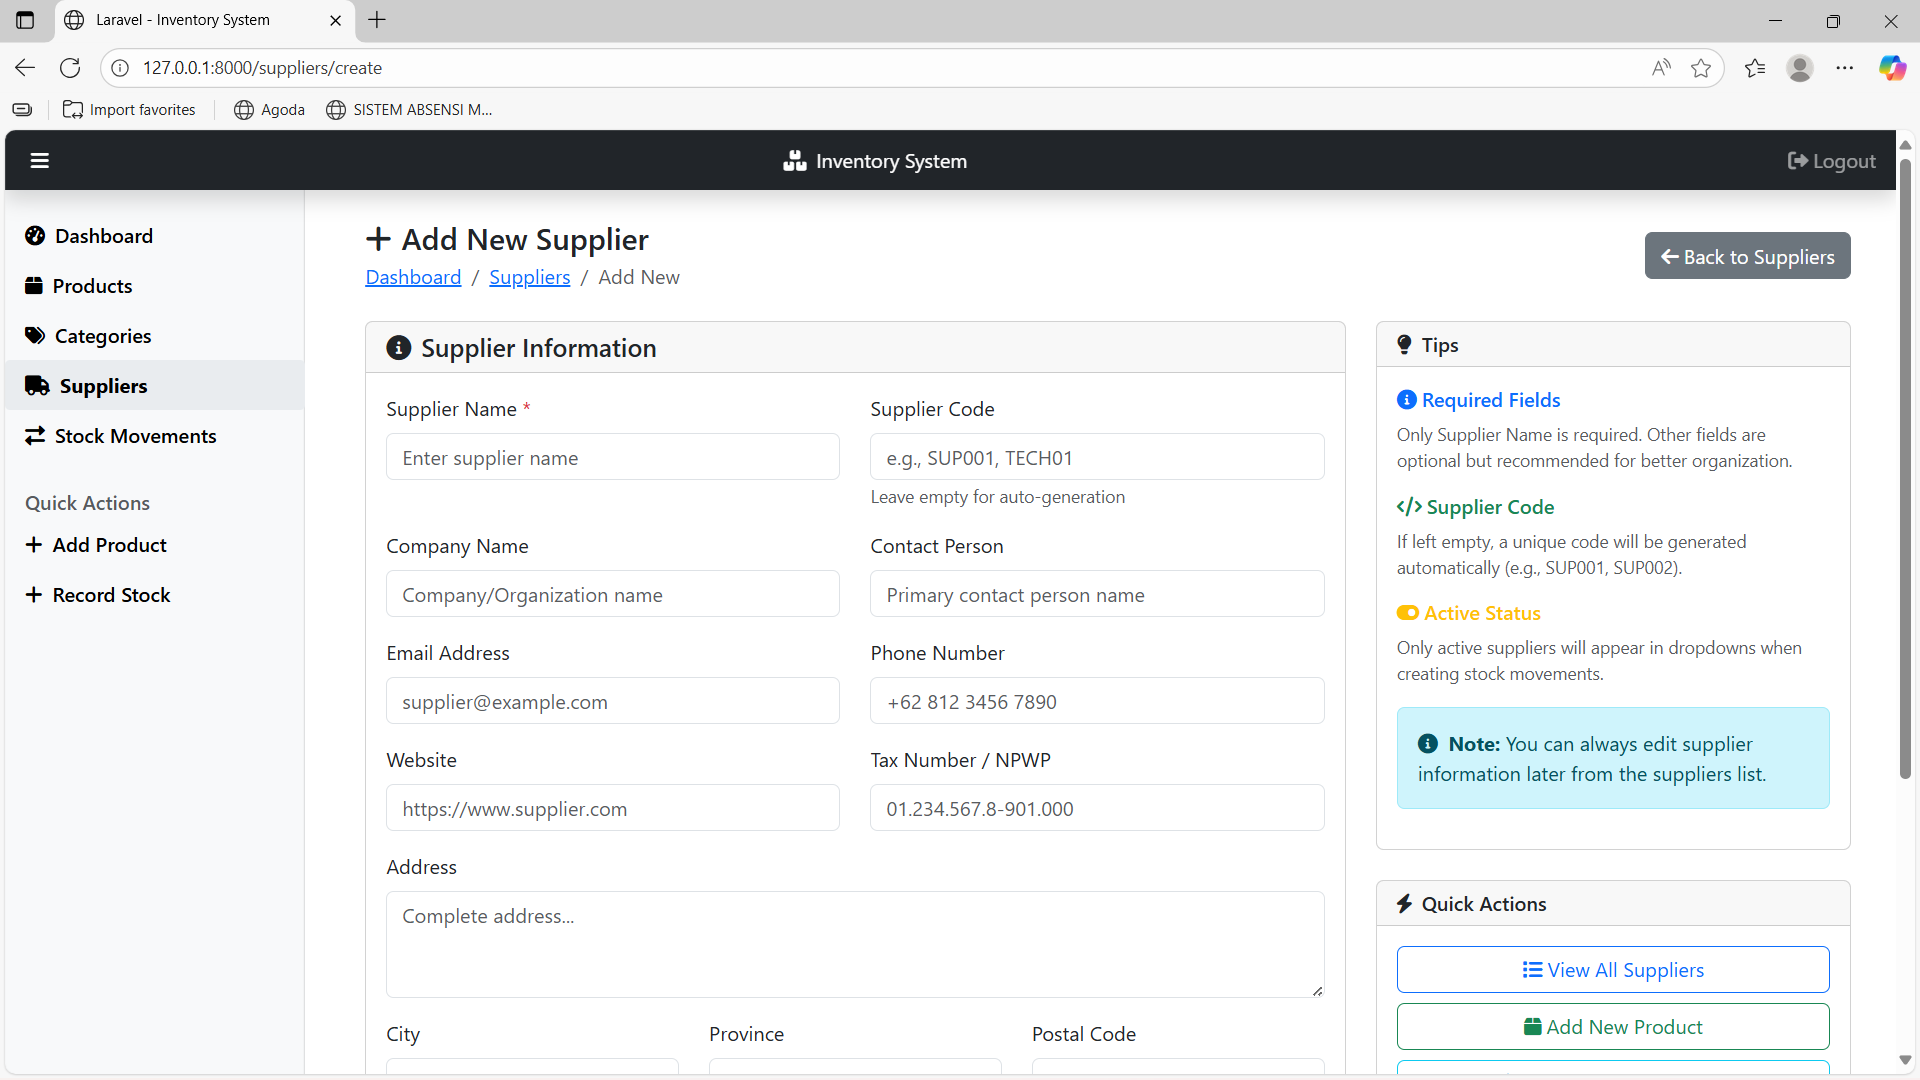 Laravel - Inventory System
127.0.0.1:8000/suppliers/create
Import favorites
Agoda
SISTEM ABSENSI M...
Inventory System
Logout
Dashboard
Products
Categories
Suppliers
Stock Movements
Quick Actions
Add Product
Record Stock
Add New Supplier
Dashboard / Suppliers / Add New
Back to Suppliers
Supplier Information
Supplier Name *
Enter supplier name
Supplier Code
e.g., SUP001, TECH01
Leave empty for auto-generation
Company Name
Company/Organization name
Contact Person
Primary contact person name
Email Address
supplier@example.com
Phone Number
+62 812 3456 7890
Website
https://www.supplier.com
Tax Number / NPWP
01.234.567.8-901.000
Address
Complete address...
City
Province
Postal Code
Tips
Required Fields
Only Supplier Name is required. Other fields are
optional but recommended for better organization.
Supplier Code
If left empty, a unique code will be generated
automatically (e.g., SUP001, SUP002).
Active Status
Only active suppliers will appear in dropdowns when
creating stock movements.
Note: You can always edit supplier
information later from the suppliers list.
Quick Actions
View All Suppliers
Add New Product